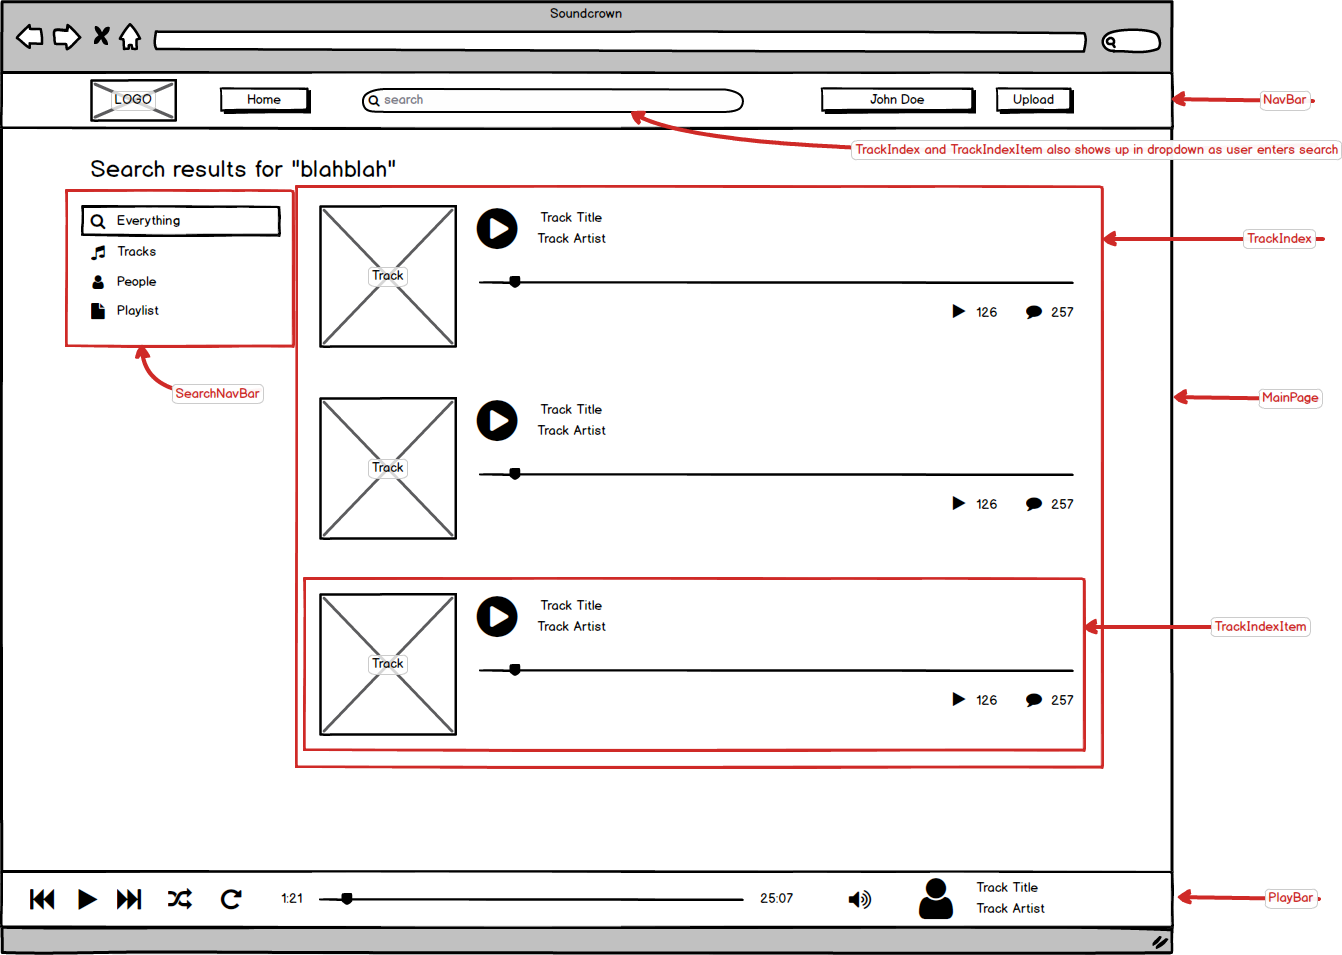 Soundcrown
LOGO
Home
search
John Doe
Upload
NavBar
TrackIndex and TrackIndexItem also shows up in dropdown as user enters search
Search results for "blahblah"
Everything
Tracks
People
Playlist
SearchNavBar
Track
Track Title
Track Artist
126
257
TrackIndex
Track
Track Title
Track Artist
126
257
MainPage
Track
Track Title
Track Artist
126
257
TrackIndexItem
1:21
25:07
Track Title
Track Artist
PlayBar